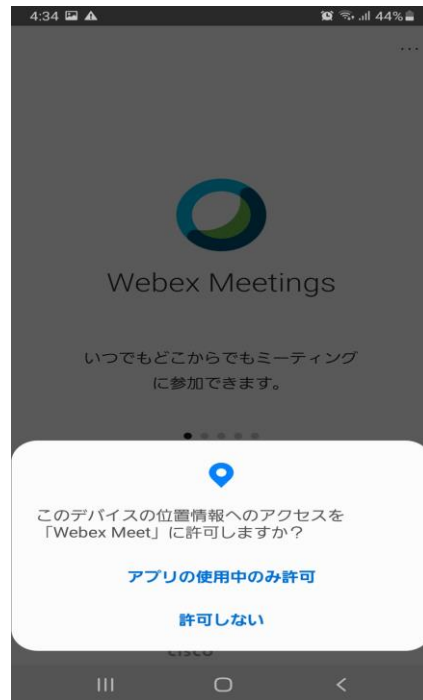 4:34
44%
Webex Meetings
いつでもどこからでもミーティング
に参加できます。
このデバイスの位置情報へのアクセスを
「Webex Meet」に許可しますか？
アプリの使用中のみ許可
許可しない